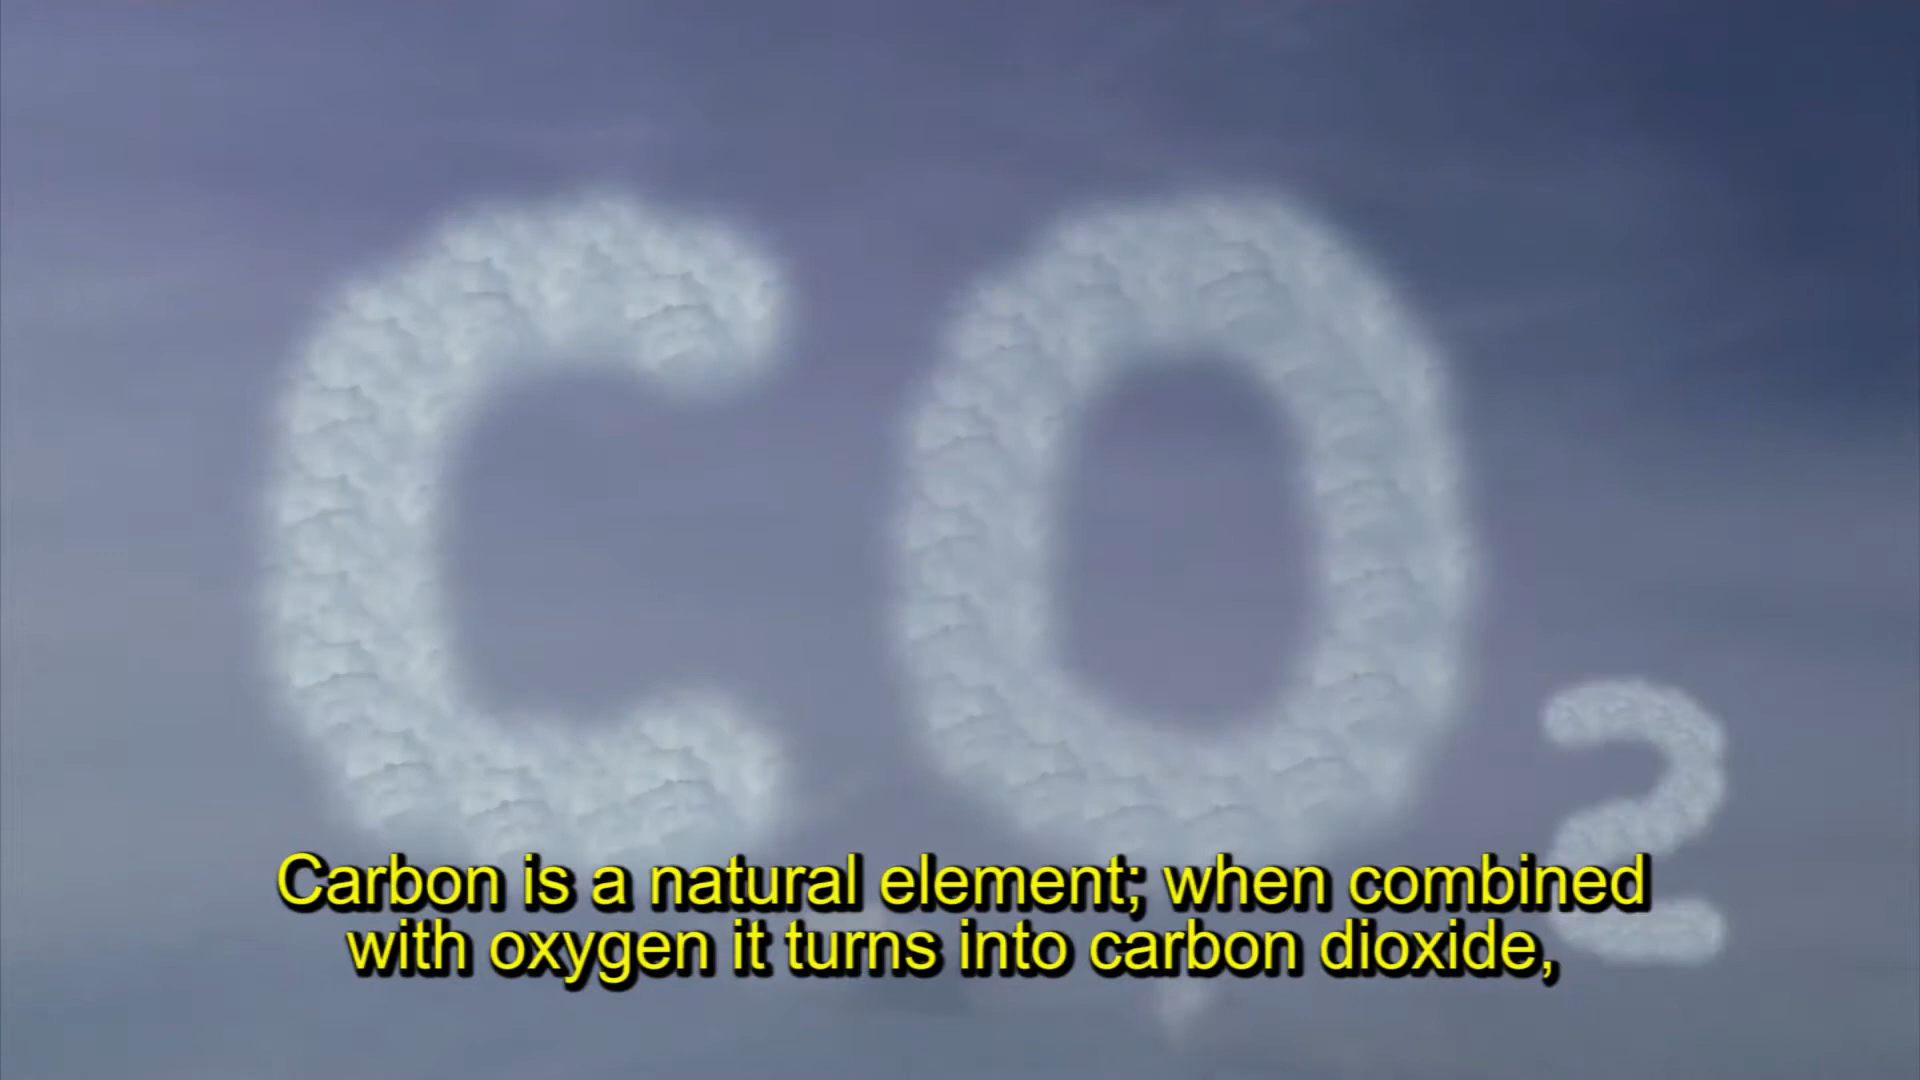 CO₂
Carbon is a natural element; when combined
with oxygen it turns into carbon dioxide,